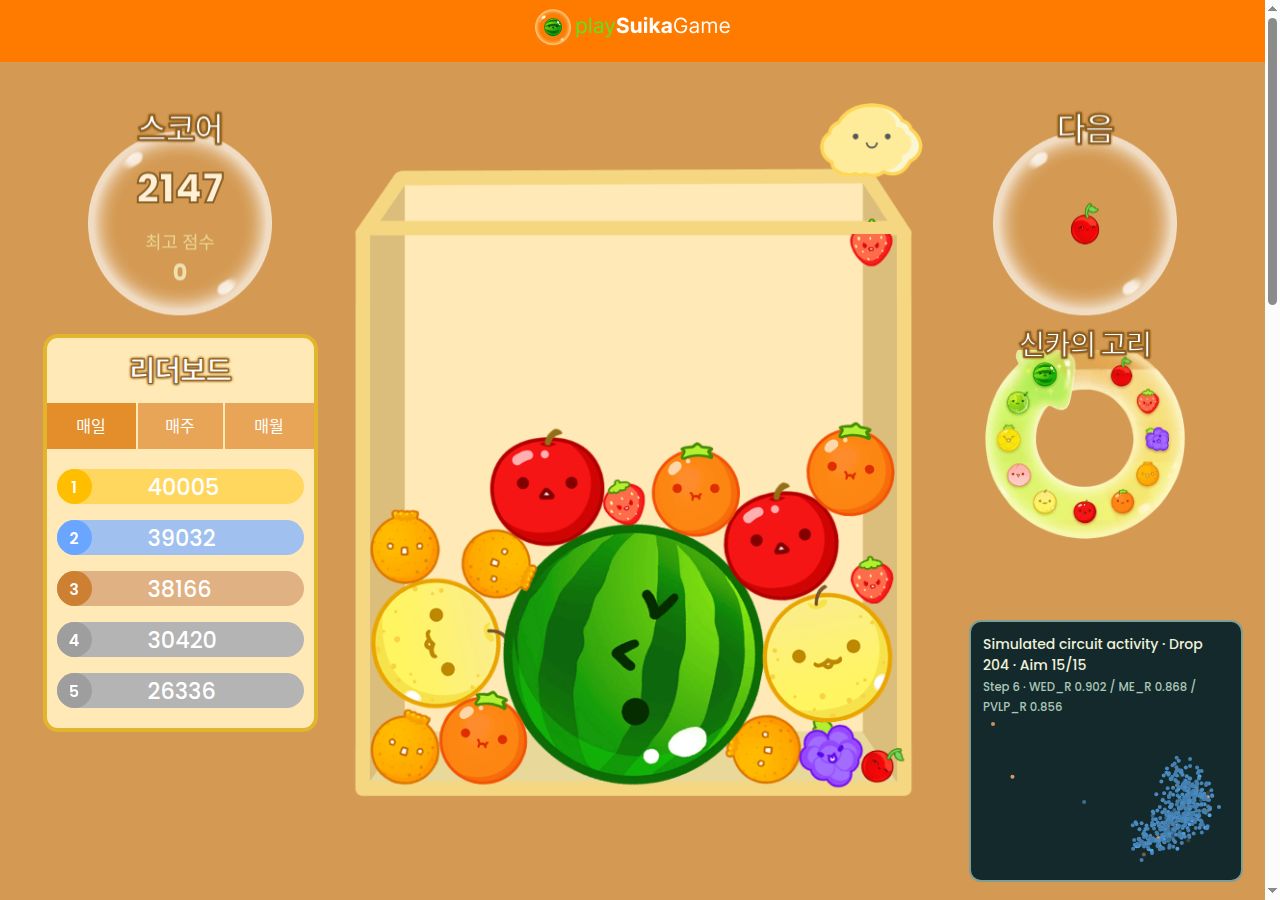 playSuikaGame
스코어
2147
최고 점수
0
리더보드
매일 매주 매월
1 40005
2 39032
3 38166
4 30420
5 26336
다음
신카의 고리
Simulated circuit activity · Drop
204 · Aim 15/15
Step 6 · WED_R 0.902 / ME_R 0.868 /
PVLP_R 0.856